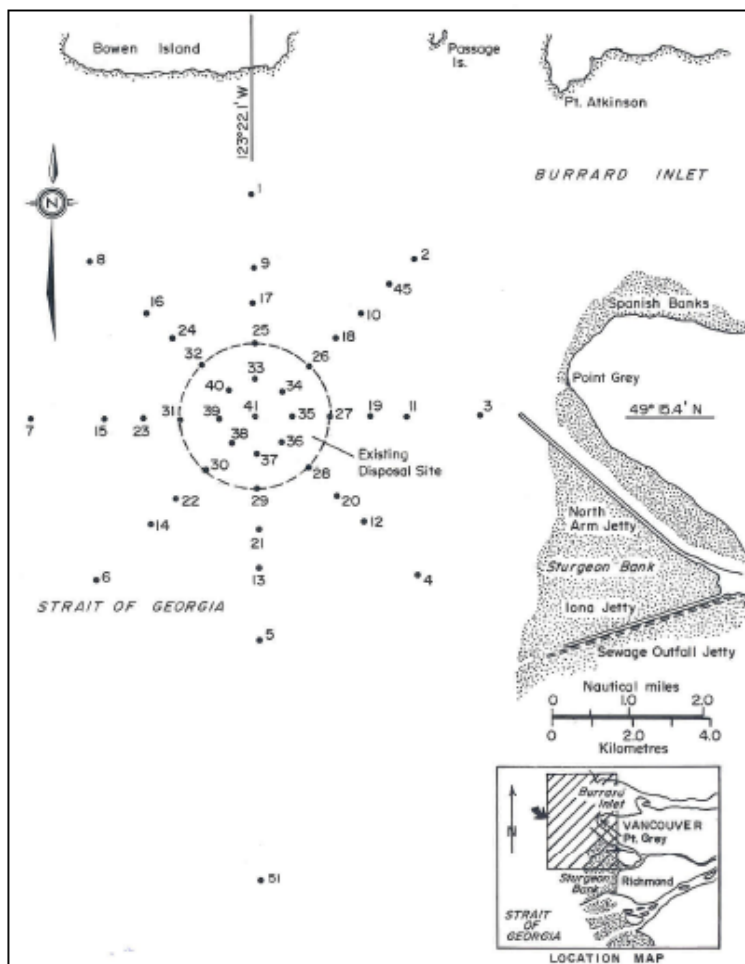 Bowen Island
Passage
Is.
Pt. Atkinson
123°22.1' W
BURRARD INLET
N
1
8
2
9
45
16
17
10
24
25
18
32
26
Spanish Banks
33
40
34
Point Grey
7
15
23
31
39
41
35
27
19
11
3
49° 15.4' N
38
36
37
Existing
Disposal Site
30
28
29
22
20
North
Arm Jetty
14
21
12
Sturgeon Bank
13
6
4
STRAIT OF GEORGIA
Iona Jetty
5
Sewage Outfall Jetty
Nautical miles
0 1.0 2.0
0 2.0 4.0
Kilometres
Burrard
Inlet
N
VANCOUVER
Pt. Grey
Sturgeon
Bank
Richmond
51
STRAIT
OF
GEORGIA
LOCATION MAP